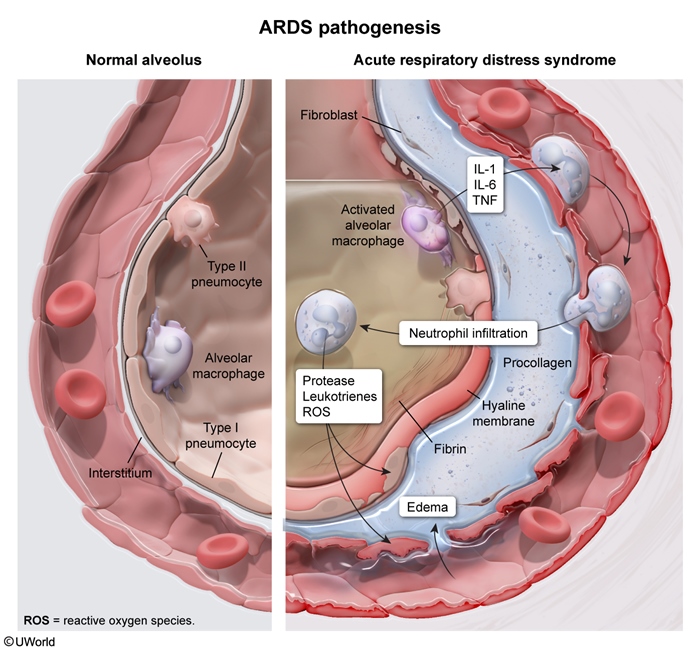 ARDS pathogenesis
Normal alveolus
Acute respiratory distress syndrome
Type II
pneumocyte
Alveolar
macrophage
Type I
pneumocyte
Interstitium
Fibroblast
IL-1
IL-6
TNF
Activated
alveolar
macrophage
Neutrophil infiltration
Procollagen
Protease
Leukotrienes
ROS
Hyaline
membrane
Fibrin
Edema
ROS = reactive oxygen species.
©UWorld